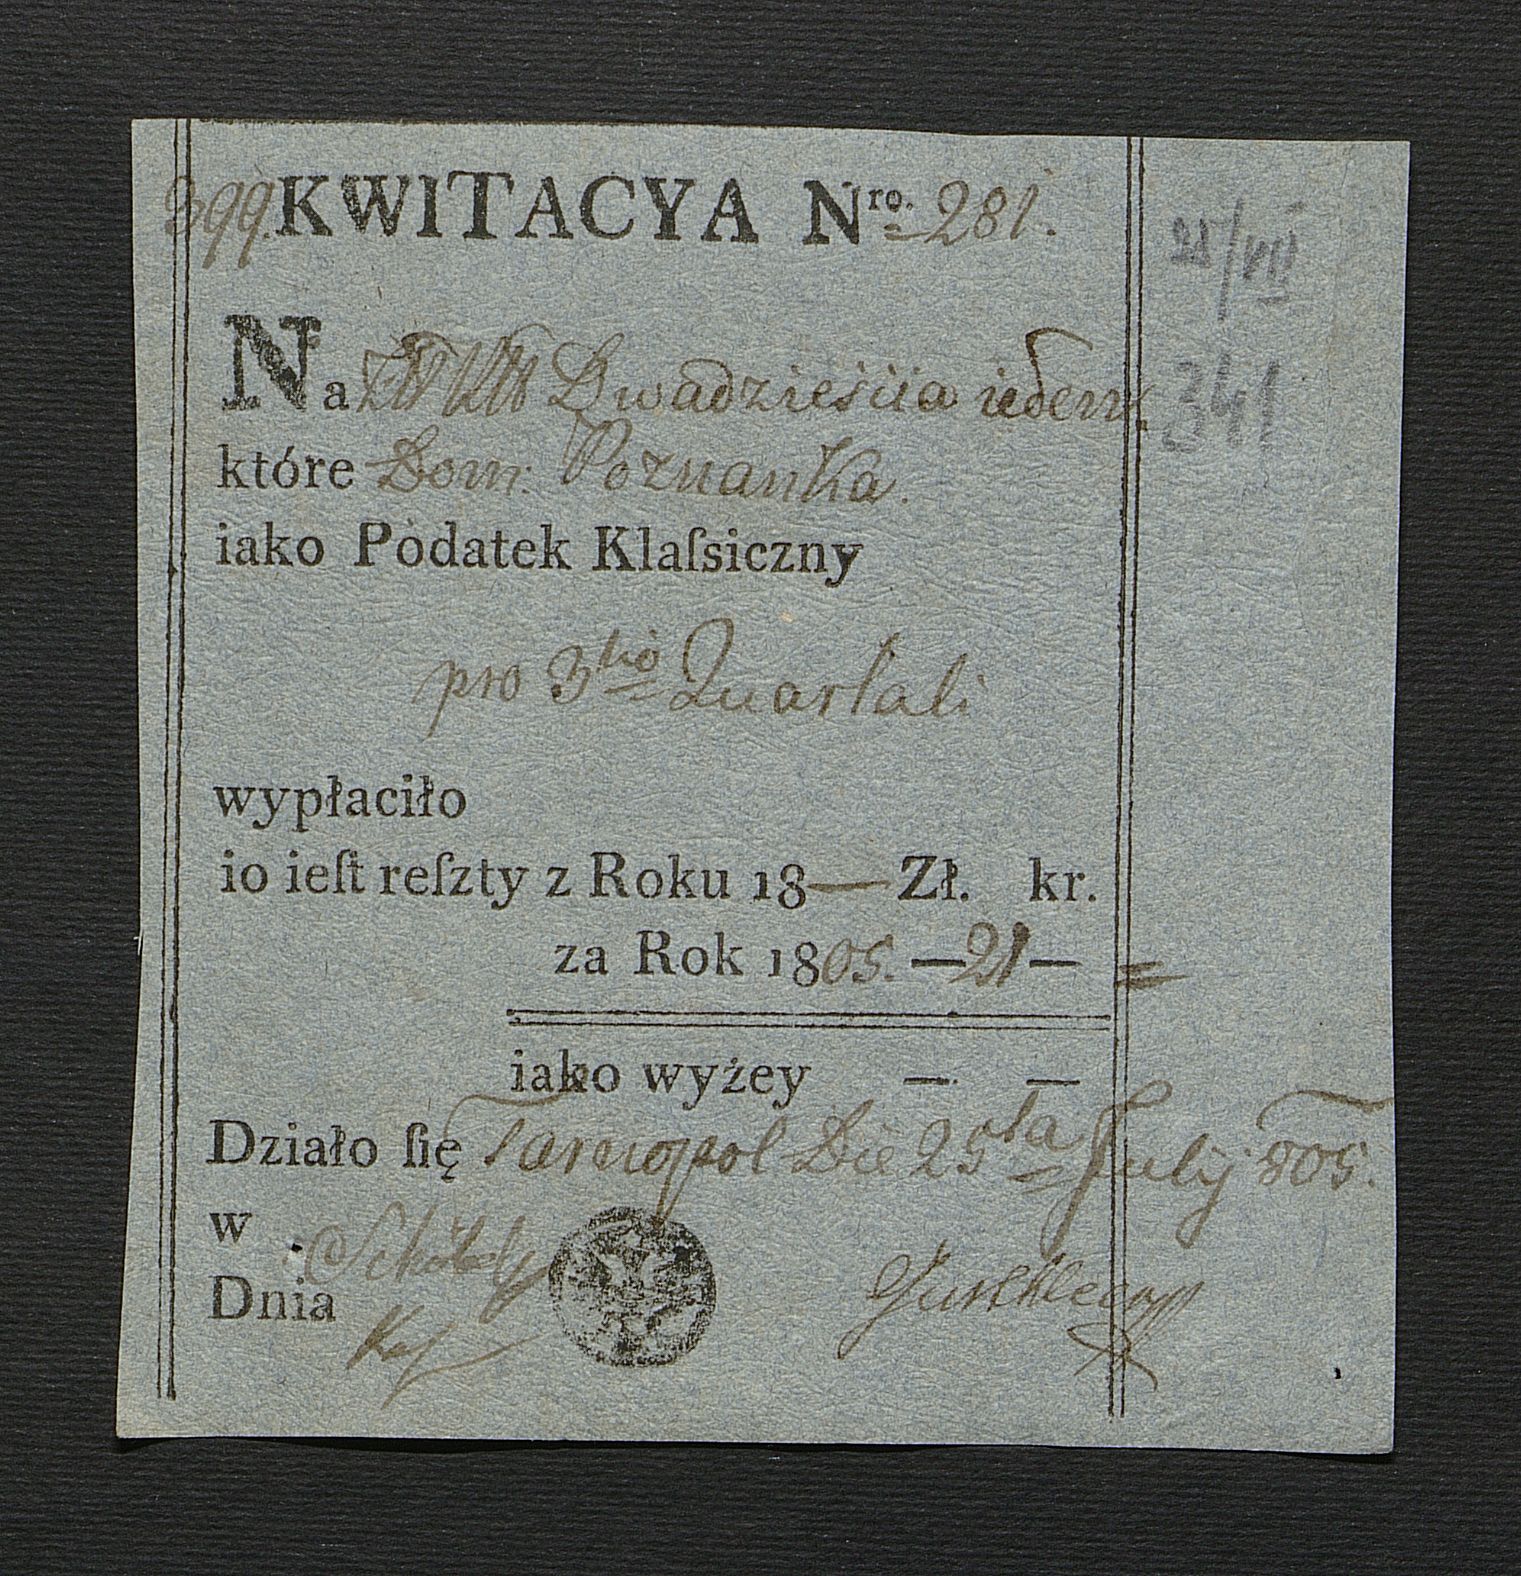 399. KWITACYA Nro. 281.
25/VII
Na Dwadzieścia ieden
341
które Dom. Poznanka.
iako Podatek Klaſsiczny
pro 3tio Quartali
wypłaciło
io ieſt reſzty z Roku 18— Zł. kr.
za Rok 1805. — 21 — =
iako wyżey — —
Działo ſię Tarnopol Die 25ta July 805.
w
Dnia